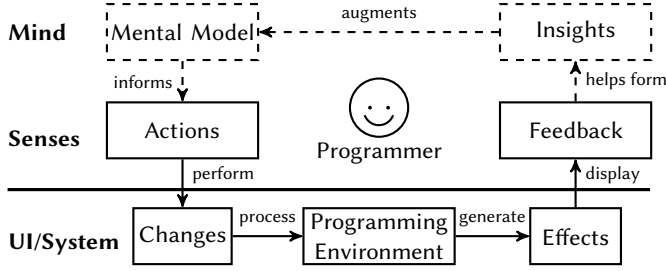 Mind
Mental Model
augments
Insights
informs
helps form
Senses
Actions
Programmer
Feedback
perform
display
UI/System
Changes
process
Programming
Environment
generate
Effects